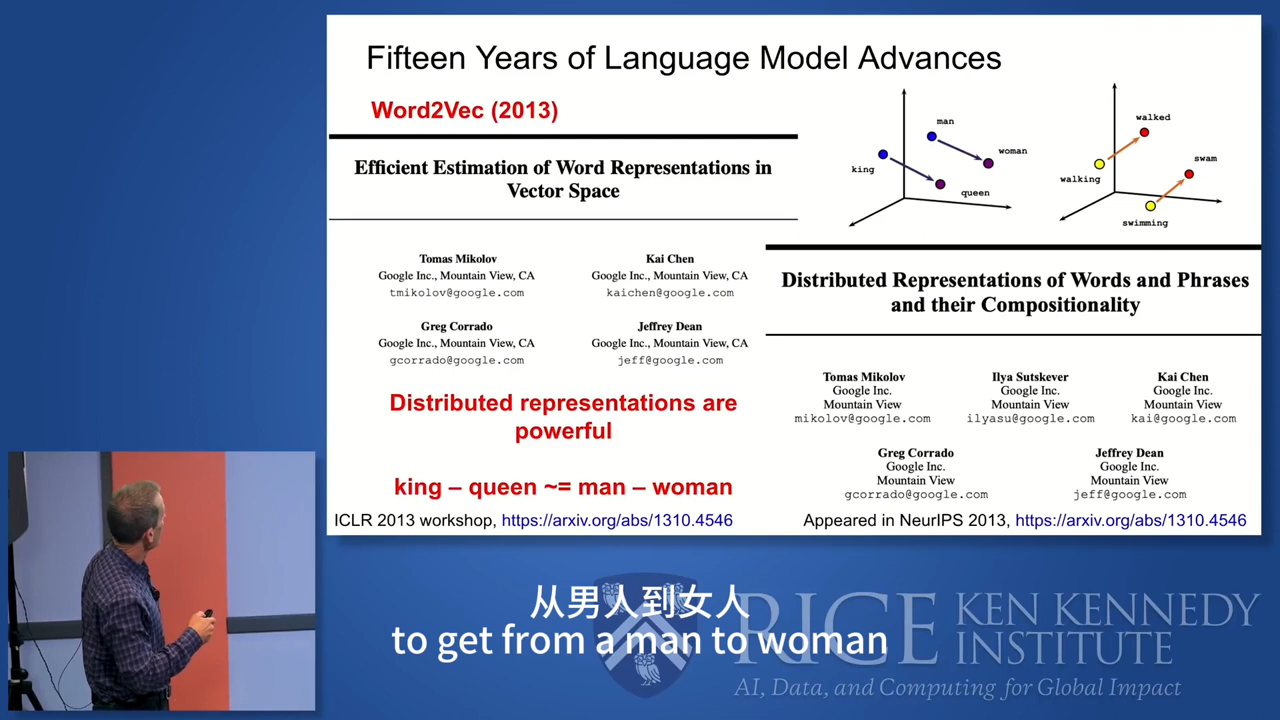 Fifteen Years of Language Model Advances
Word2Vec (2013)
Efficient Estimation of Word Representations in
Vector Space
Tomas Mikolov
Google Inc., Mountain View, CA
tmikolov@google.com
Kai Chen
Google Inc., Mountain View, CA
kaichen@google.com
Greg Corrado
Google Inc., Mountain View, CA
gcorrado@google.com
Jeffrey Dean
Google Inc., Mountain View, CA
jeff@google.com
Distributed representations are
powerful
king – queen ~= man – woman
ICLR 2013 workshop, https://arxiv.org/abs/1310.4546
man
woman
king
queen
walked
swam
walking
swimming
Distributed Representations of Words and Phrases
and their Compositionality
Tomas Mikolov
Google Inc.
Mountain View
mikolov@google.com
Ilya Sutskever
Google Inc.
Mountain View
ilyasu@google.com
Kai Chen
Google Inc.
Mountain View
kai@google.com
Greg Corrado
Google Inc.
Mountain View
gcorrado@google.com
Jeffrey Dean
Google Inc.
Mountain View
jeff@google.com
Appeared in NeurIPS 2013, https://arxiv.org/abs/1310.4546
从男人到女人
to get from a man to woman
RICE
KEN KENNEDY
INSTITUTE
AI, Data, and Computing for Global Impact